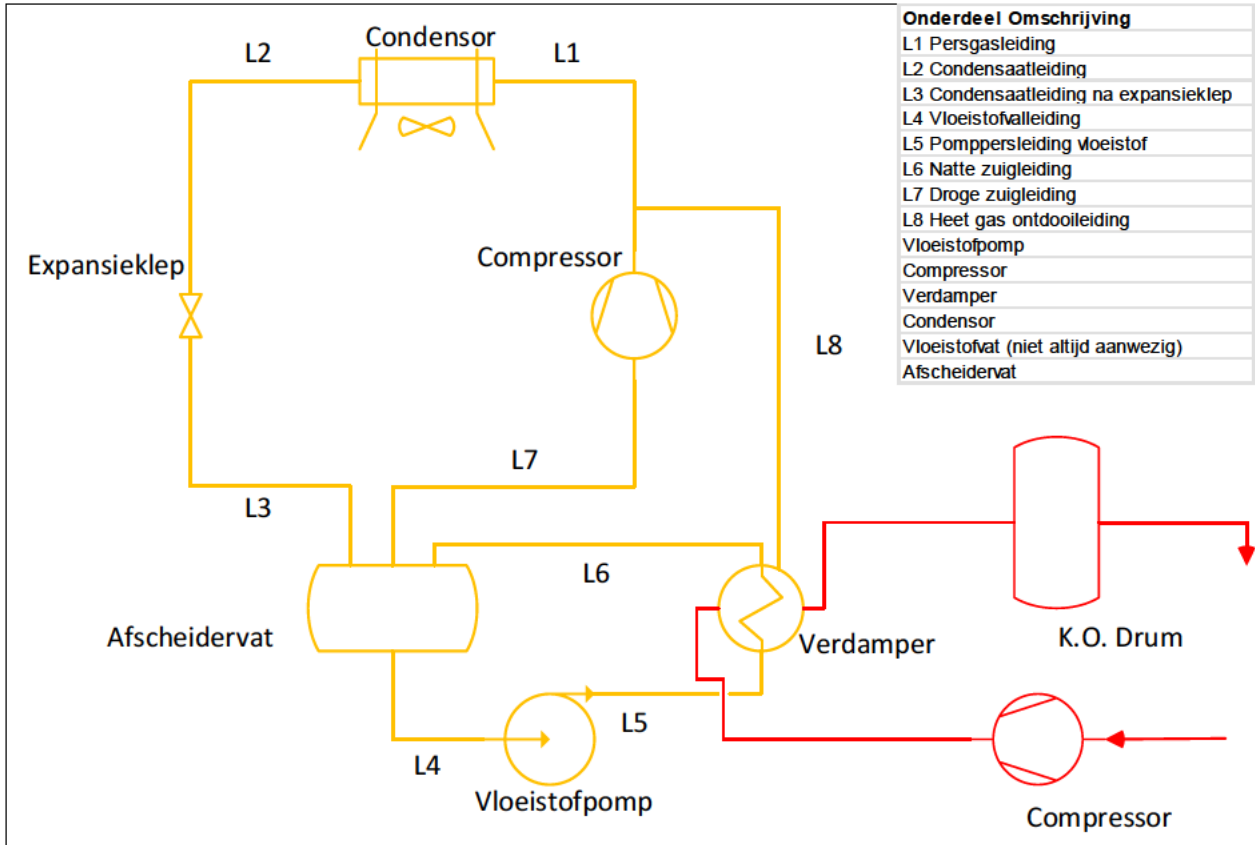 Condensor
L2
L1
Expansieklep
Compressor
L8
L7
L3
L6
Afscheidervat
Verdamper
K.O. Drum
L5
L4
Vloeistofpomp
Compressor
Onderdeel Omschrijving
L1 Persgasleiding
L2 Condensaatleiding
L3 Condensaatleiding na expansieklep
L4 Vloeistofvalleiding
L5 Pomppersleiding vloeistof
L6 Natte zuigleiding
L7 Droge zuigleiding
L8 Heet gas ontdooileiding
Vloeistofpomp
Compressor
Verdamper
Condensor
Vloeistofvat (niet altijd aanwezig)
Afscheidervat